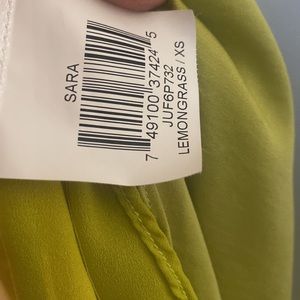 SARA
7 49100 37424 5
JUF6P732
LEMONGRASS / XS